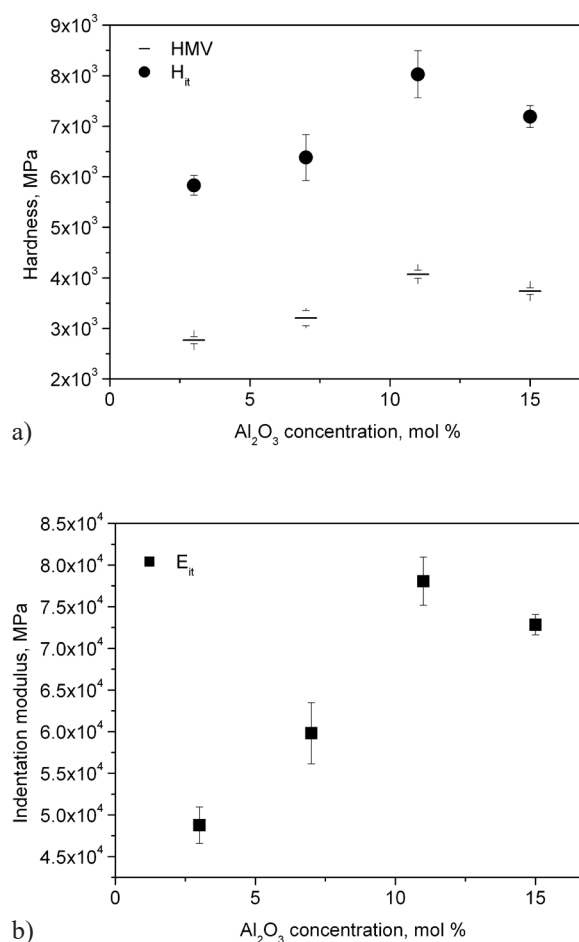 9x10³
8x10³
7x10³
6x10³
5x10³
4x10³
3x10³
2x10³
Hardness, MPa
HMV
H_it
0 5 10 15
Al₂O₃ concentration, mol %
a)
8.5x10⁴
8.0x10⁴
7.5x10⁴
7.0x10⁴
6.5x10⁴
6.0x10⁴
5.5x10⁴
5.0x10⁴
4.5x10⁴
Indentation modulus, MPa
E_it
0 5 10 15
Al₂O₃ concentration, mol %
b)